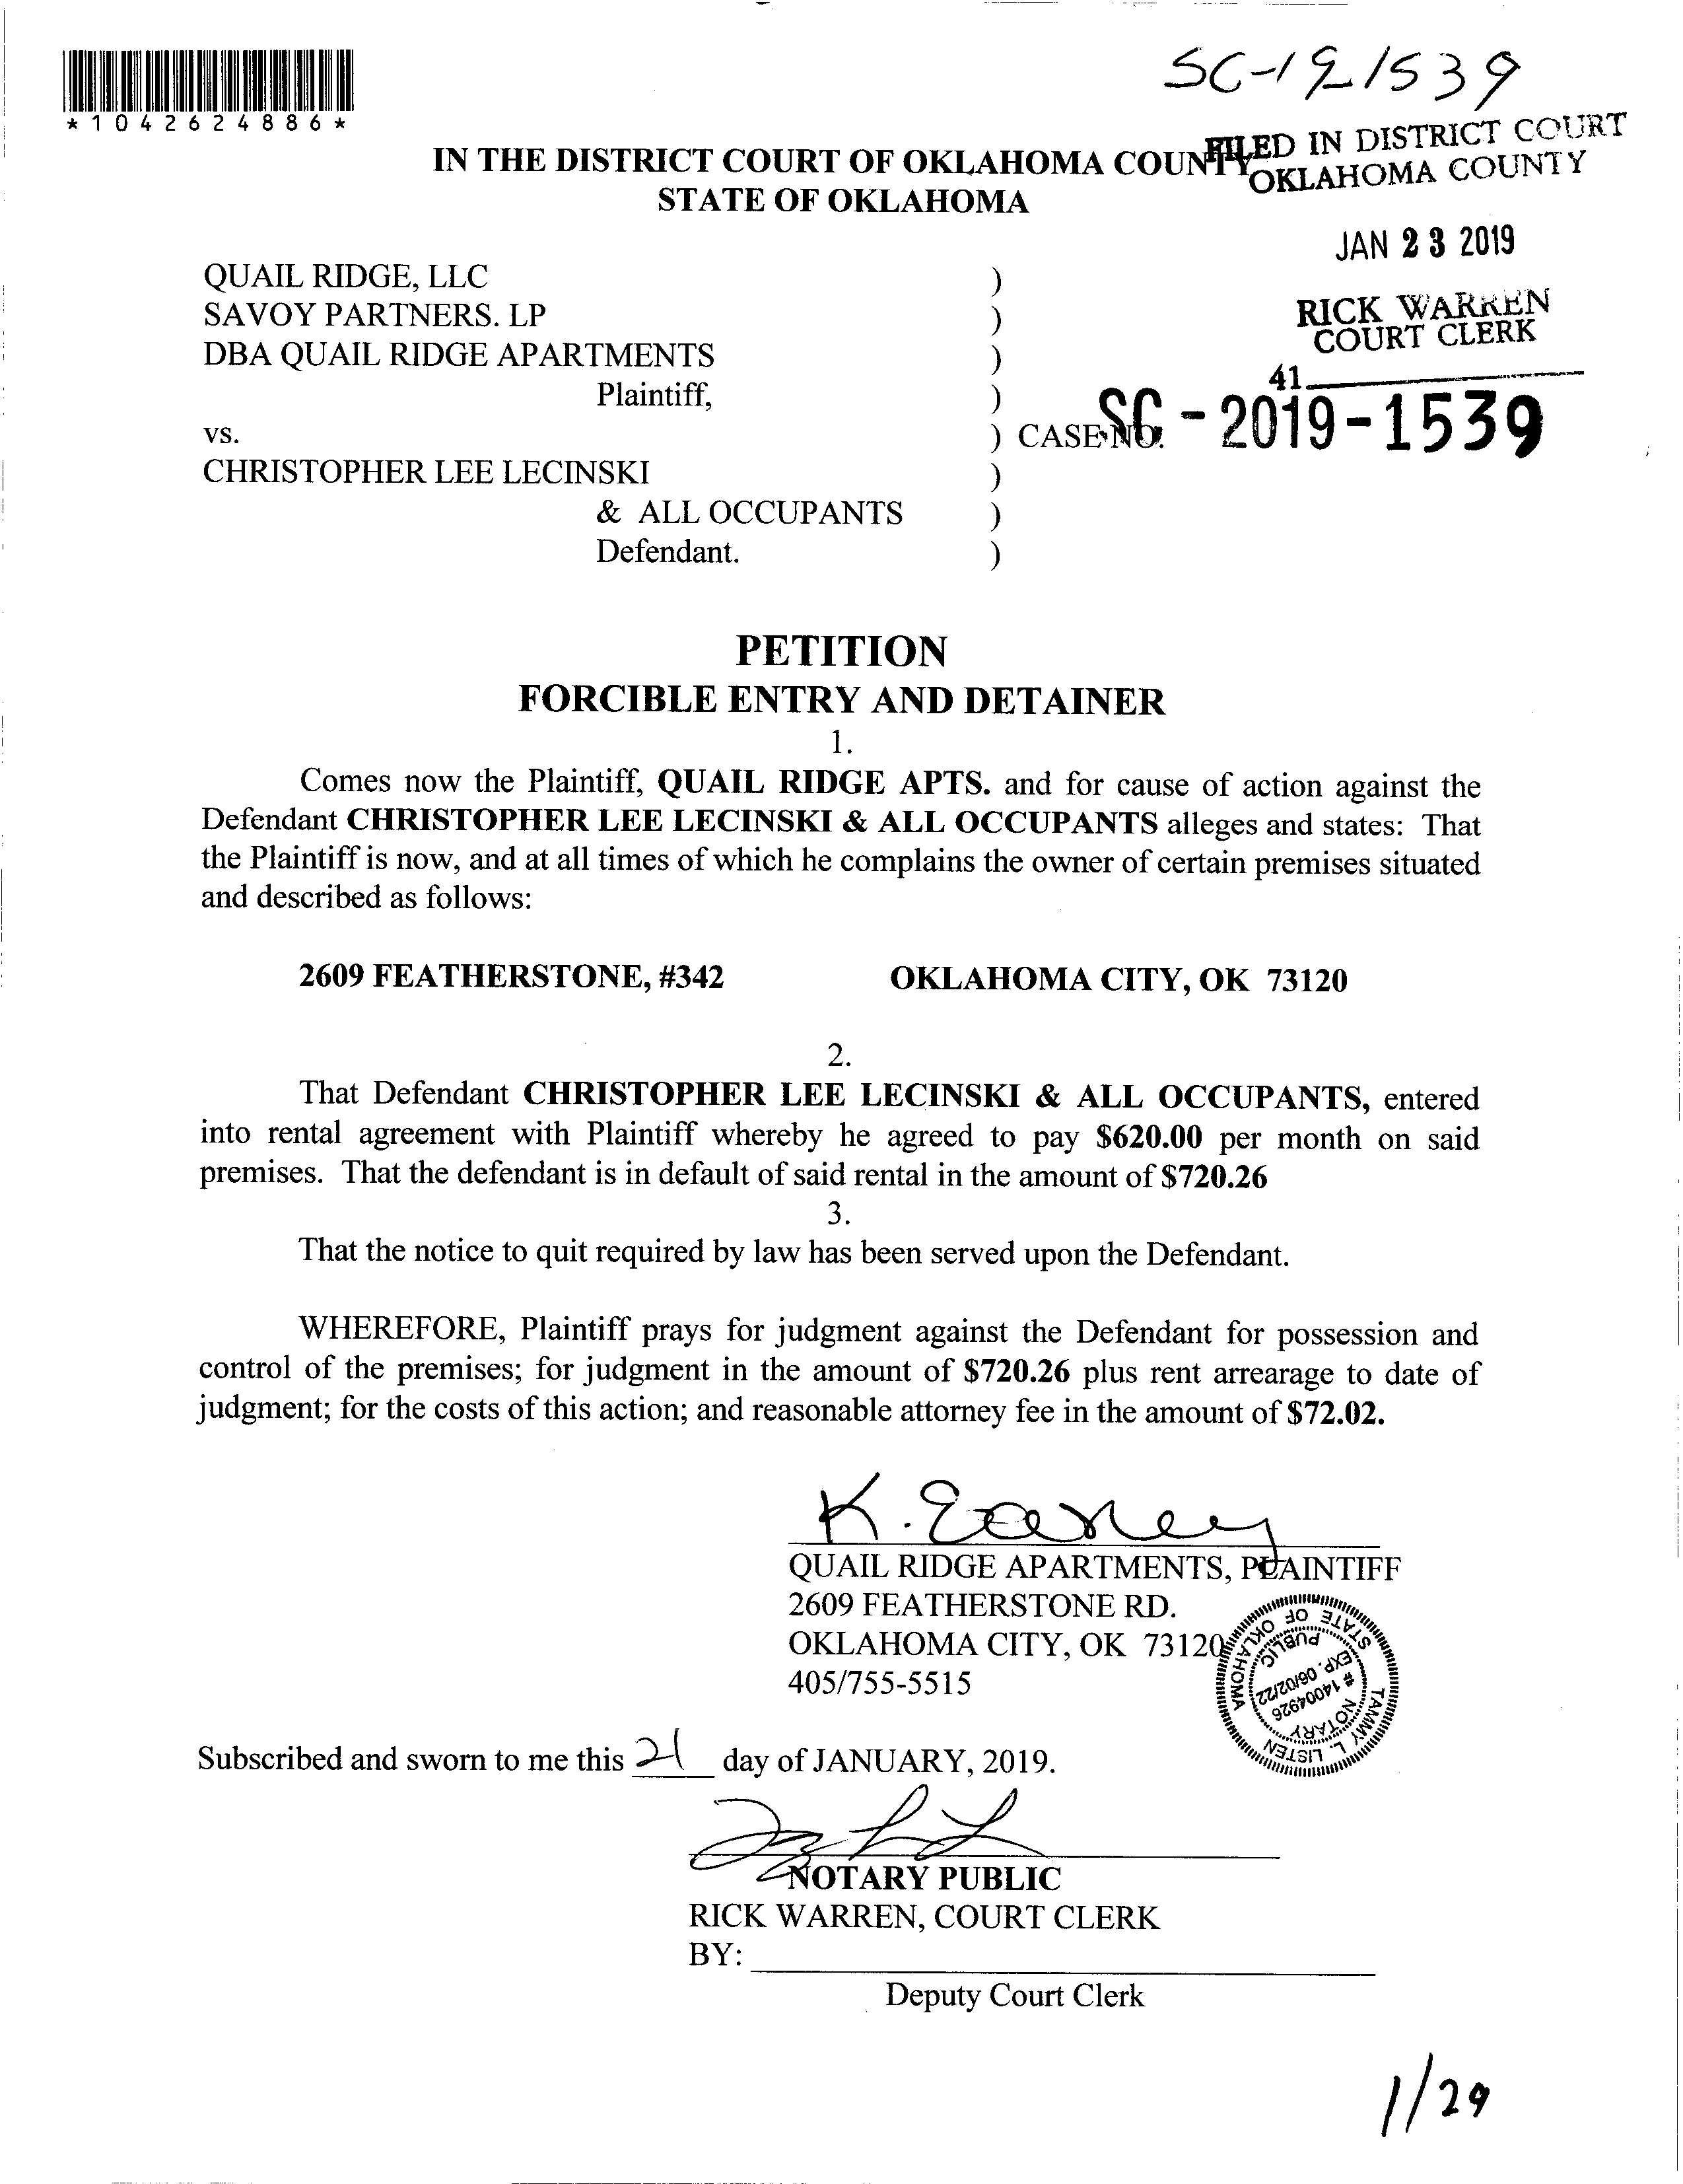 SC-19-1539
*1042624886*
FILED IN DISTRICT COURT
OKLAHOMA COUNTY
IN THE DISTRICT COURT OF OKLAHOMA COUNTY
STATE OF OKLAHOMA
JAN 23 2019
QUAIL RIDGE, LLC )
SAVOY PARTNERS. LP )
RICK WARREN
COURT CLERK
DBA QUAIL RIDGE APARTMENTS )
41
Plaintiff, )
vs. ) CASE NO. SC-2019-1539
CHRISTOPHER LEE LECINSKI )
& ALL OCCUPANTS )
Defendant. )
PETITION
FORCIBLE ENTRY AND DETAINER
1.
Comes now the Plaintiff, QUAIL RIDGE APTS. and for cause of action against the
Defendant CHRISTOPHER LEE LECINSKI & ALL OCCUPANTS alleges and states: That
the Plaintiff is now, and at all times of which he complains the owner of certain premises situated
and described as follows:
2609 FEATHERSTONE, #342 OKLAHOMA CITY, OK 73120
2.
That Defendant CHRISTOPHER LEE LECINSKI & ALL OCCUPANTS, entered
into rental agreement with Plaintiff whereby he agreed to pay $620.00 per month on said
premises. That the defendant is in default of said rental in the amount of $720.26
3.
That the notice to quit required by law has been served upon the Defendant.
WHEREFORE, Plaintiff prays for judgment against the Defendant for possession and
control of the premises; for judgment in the amount of $720.26 plus rent arrearage to date of
judgment; for the costs of this action; and reasonable attorney fee in the amount of $72.02.
QUAIL RIDGE APARTMENTS, PLAINTIFF
2609 FEATHERSTONE RD.
OKLAHOMA CITY, OK 73120
405/755-5515
TAMMY L. LISTEN
NOTARY
# 14004926
EXP. 06/02/22
PUBLIC
STATE OF OKLAHOMA
Subscribed and sworn to me this 21 day of JANUARY, 2019.
NOTARY PUBLIC
RICK WARREN, COURT CLERK
BY:
Deputy Court Clerk
1/29